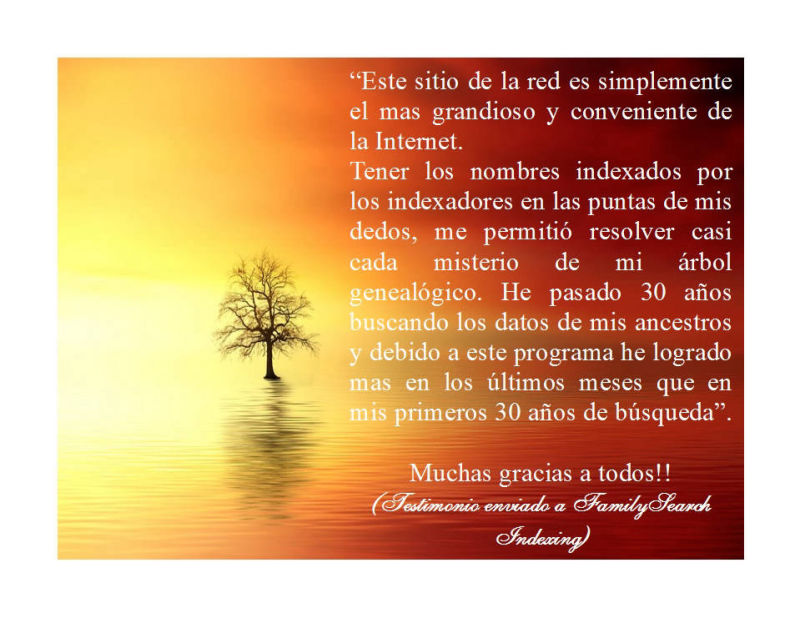 “Este sitio de la red es simplemente
el mas grandioso y conveniente de
la Internet.
Tener los nombres indexados por
los indexadores en las puntas de mis
dedos, me permitió resolver casi
cada misterio de mi árbol
genealógico. He pasado 30 años
buscando los datos de mis ancestros
y debido a este programa he logrado
mas en los últimos meses que en
mis primeros 30 años de búsqueda”.
Muchas gracias a todos!!
(Testimonio enviado a FamilySearch
Indexing)